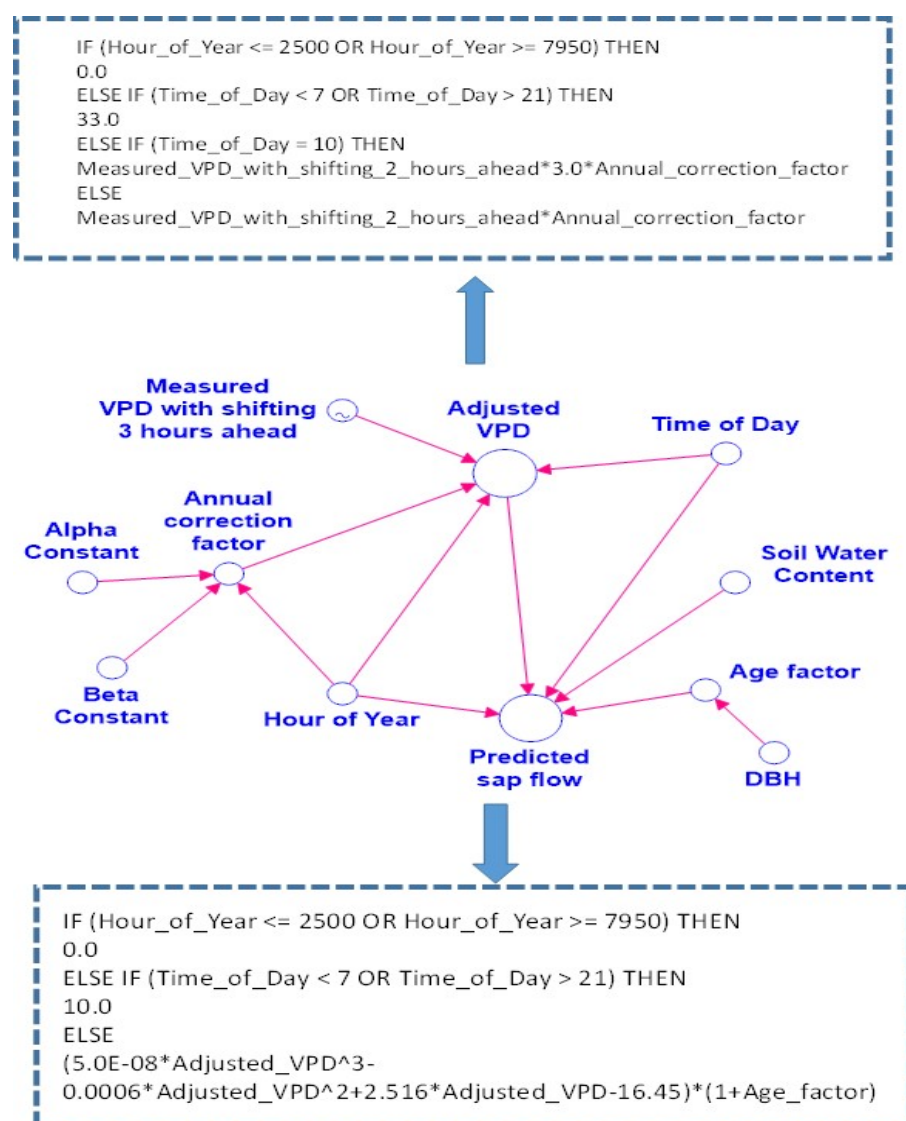 IF (Hour_of_Year <= 2500 OR Hour_of_Year >= 7950) THEN
0.0
ELSE IF (Time_of_Day < 7 OR Time_of_Day > 21) THEN
33.0
ELSE IF (Time_of_Day = 10) THEN
Measured_VPD_with_shifting_2_hours_ahead*3.0*Annual_correction_factor
ELSE
Measured_VPD_with_shifting_2_hours_ahead*Annual_correction_factor
Measured
VPD with shifting
3 hours ahead
Adjusted
VPD
Time of Day
Annual
correction
factor
Alpha
Constant
Soil Water
Content
Beta
Constant
Hour of Year
Age factor
Predicted
sap flow
DBH
IF (Hour_of_Year <= 2500 OR Hour_of_Year >= 7950) THEN
0.0
ELSE IF (Time_of_Day < 7 OR Time_of_Day > 21) THEN
10.0
ELSE
(5.0E-08*Adjusted_VPD^3-
0.0006*Adjusted_VPD^2+2.516*Adjusted_VPD-16.45)*(1+Age_factor)